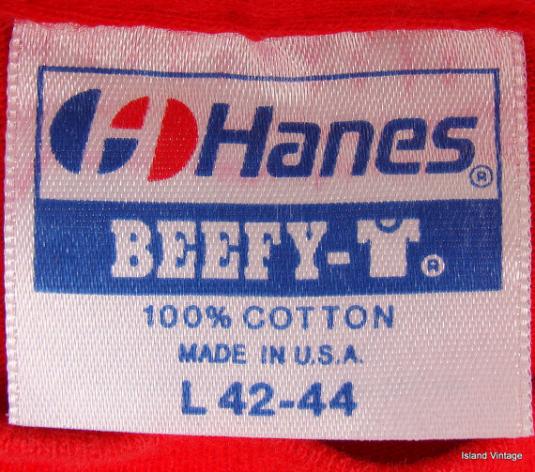 Hanes®
BEEFY-T®
100% COTTON
MADE IN U.S.A.
L 42-44
Island Vintage